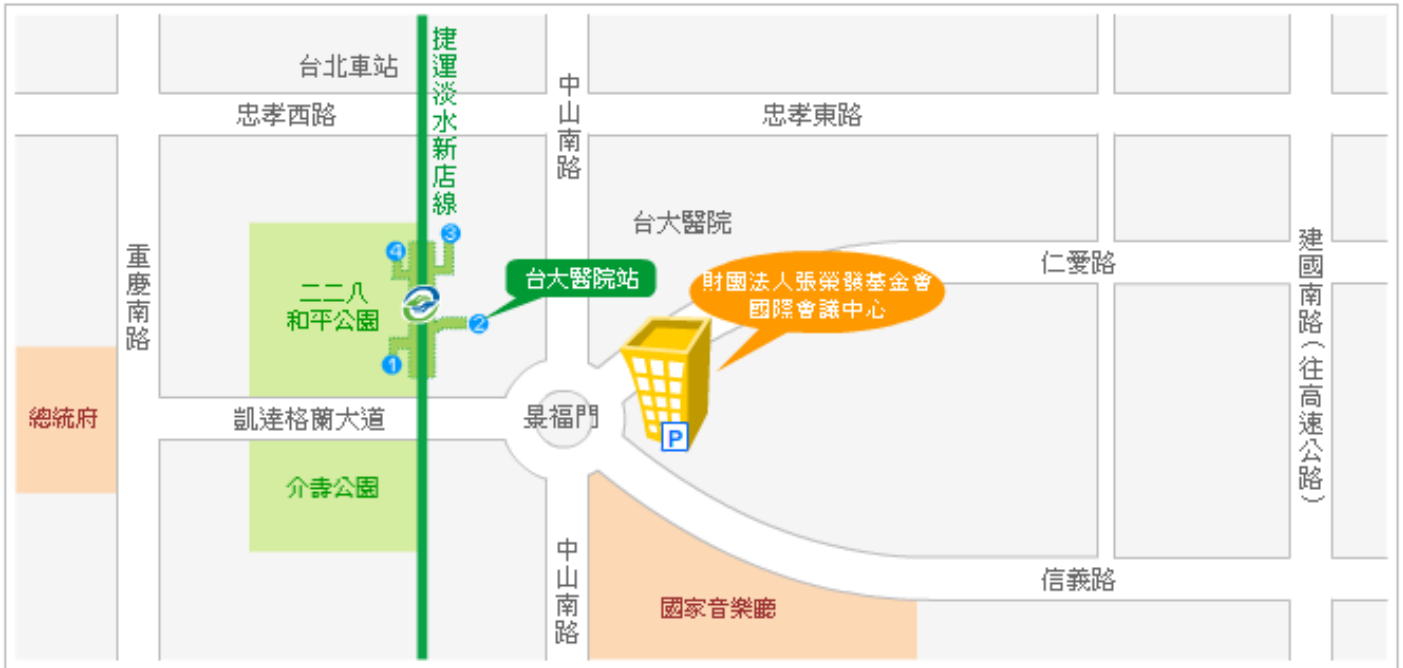 台北車站
捷運淡水新店線
中山南路
忠孝西路
忠孝東路
台大醫院
重慶南路
4
3
二二八
和平公園
台大醫院站
2
1
財團法人張榮發基金會
國際會議中心
仁愛路
建國南路(往高速公路)
總統府
凱達格蘭大道
景福門
P
介壽公園
中山南路
國家音樂廳
信義路